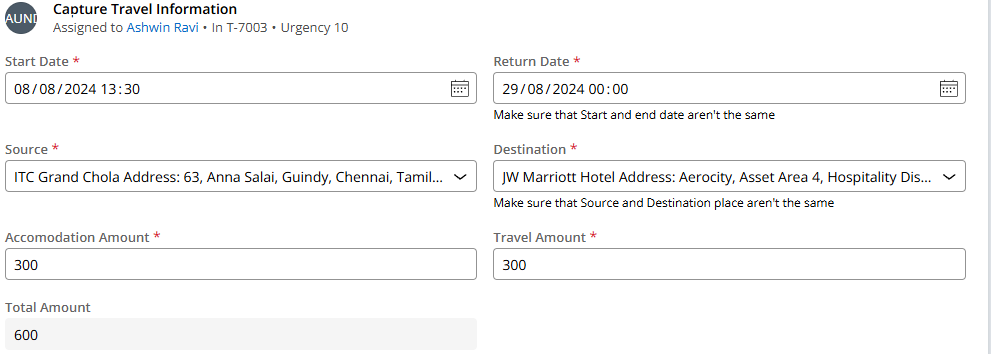 AUND
Capture Travel Information
Assigned to Ashwin Ravi • In T-7003 • Urgency 10
Start Date *
Return Date *
08/08/2024 13:30
29/08/2024 00:00
Make sure that Start and end date aren't the same
Source *
Destination *
ITC Grand Chola Address: 63, Anna Salai, Guindy, Chennai, Tamil...
JW Marriott Hotel Address: Aerocity, Asset Area 4, Hospitality Dis...
Make sure that Source and Destination place aren't the same
Accomodation Amount *
Travel Amount *
300
300
Total Amount
600